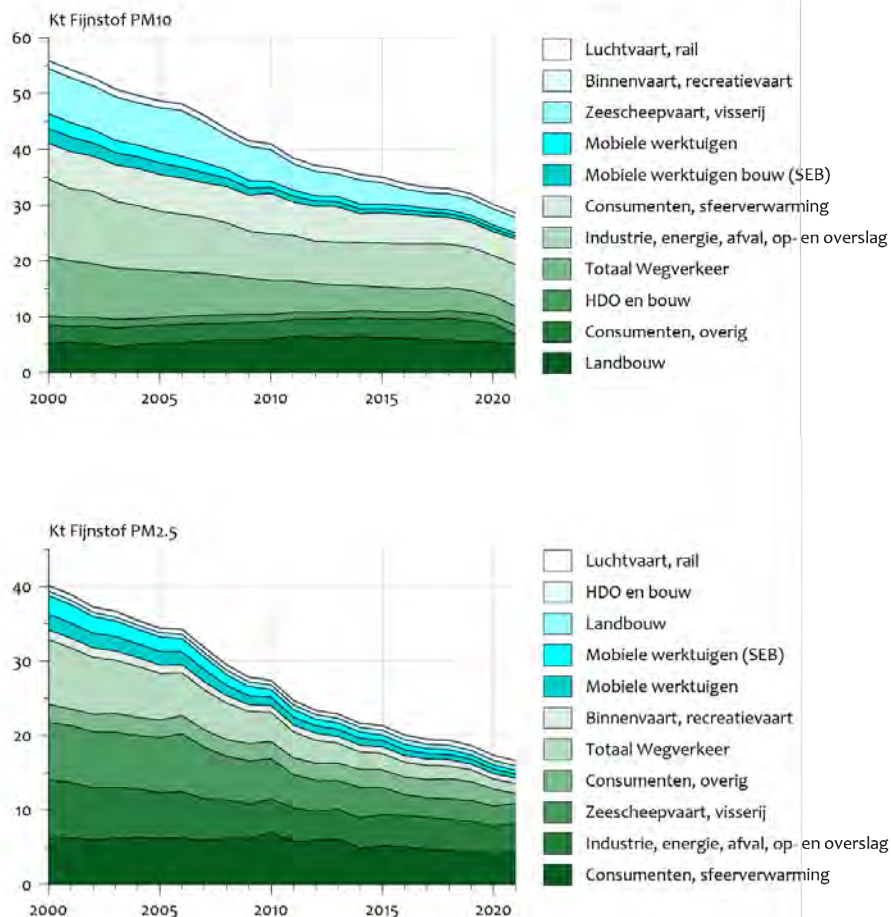 Kt Fijnstof PM10
60
50
40
30
20
10
0
2000
2005
2010
2015
2020
Luchtvaart, rail
Binnenvaart, recreatievaart
Zeescheepvaart, visserij
Mobiele werktuigen
Mobiele werktuigen bouw (SEB)
Consumenten, sfeerverwarming
Industrie, energie, afval, op- en overslag
Totaal Wegverkeer
HDO en bouw
Consumenten, overig
Landbouw
Kt Fijnstof PM2.5
40
30
20
10
0
2000
2005
2010
2015
2020
Luchtvaart, rail
HDO en bouw
Landbouw
Mobiele werktuigen (SEB)
Mobiele werktuigen
Binnenvaart, recreatievaart
Totaal Wegverkeer
Consumenten, overig
Zeescheepvaart, visserij
Industrie, energie, afval, op- en overslag
Consumenten, sfeerverwarming